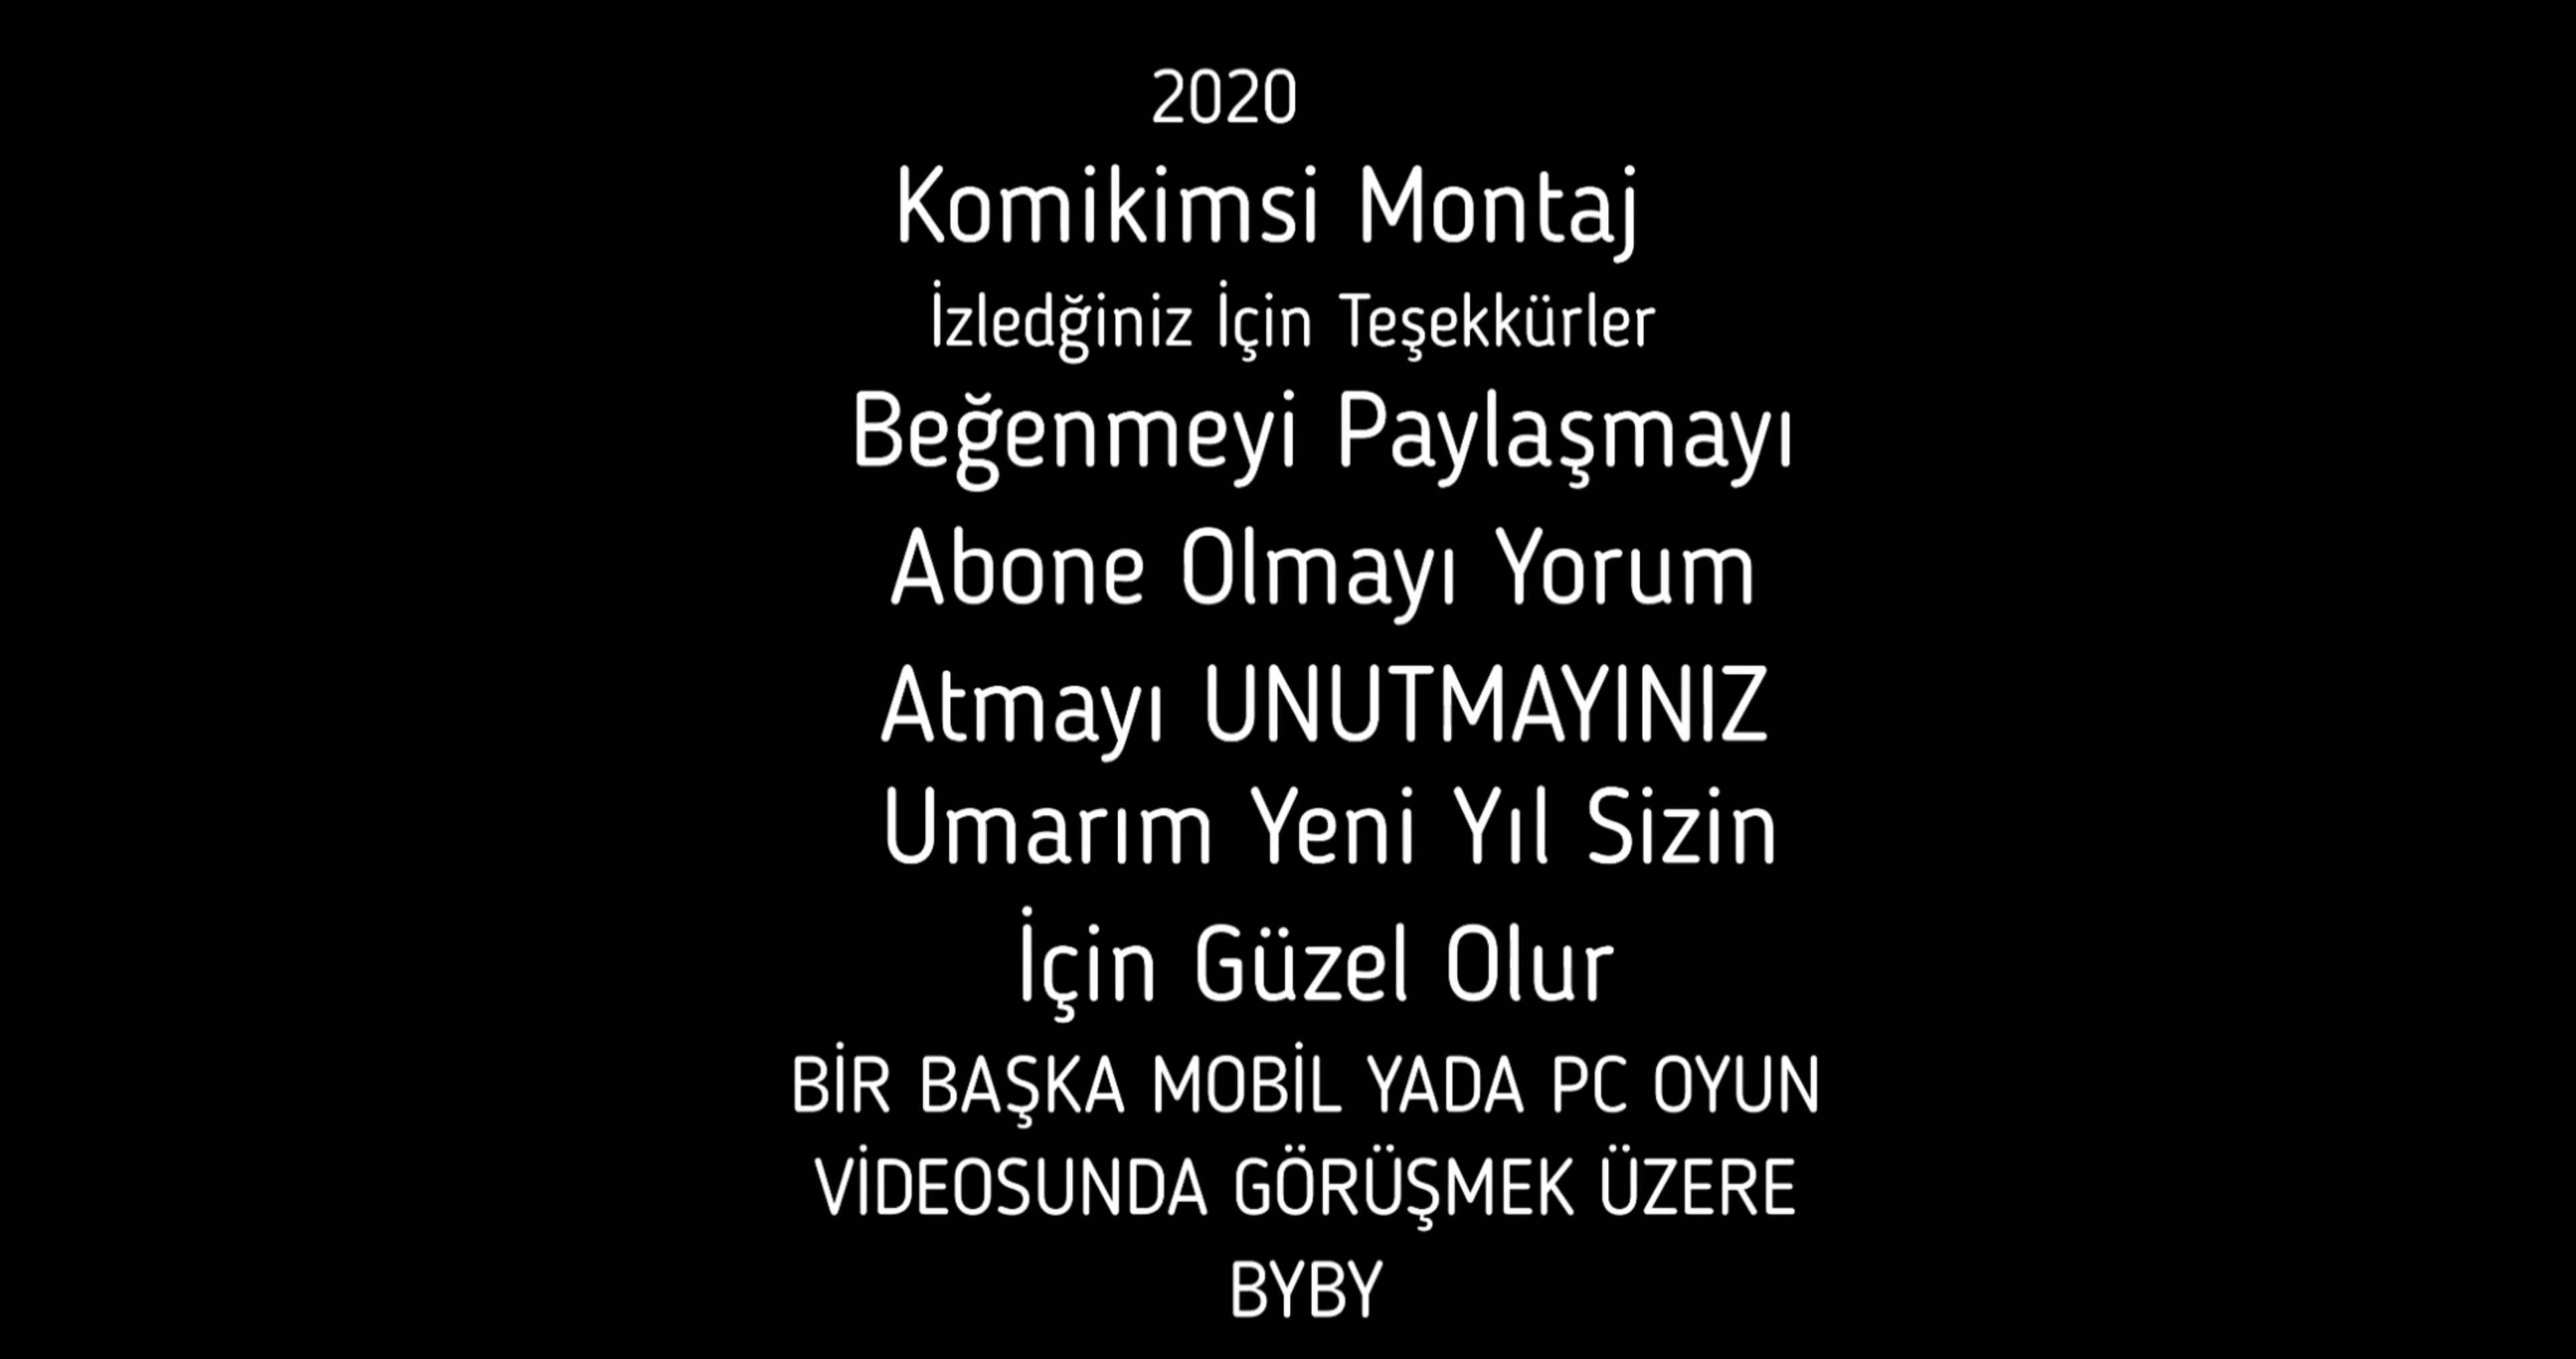 2020
Komikimsi Montaj
İzledğiniz İçin Teşekkürler
Beğenmeyi Paylaşmayı
Abone Olmayı Yorum
Atmayı UNUTMAYINIZ
Umarım Yeni Yıl Sizin
İçin Güzel Olur
BİR BAŞKA MOBİL YADA PC OYUN
VİDEOSUNDA GÖRÜŞMEK ÜZERE
BYBY